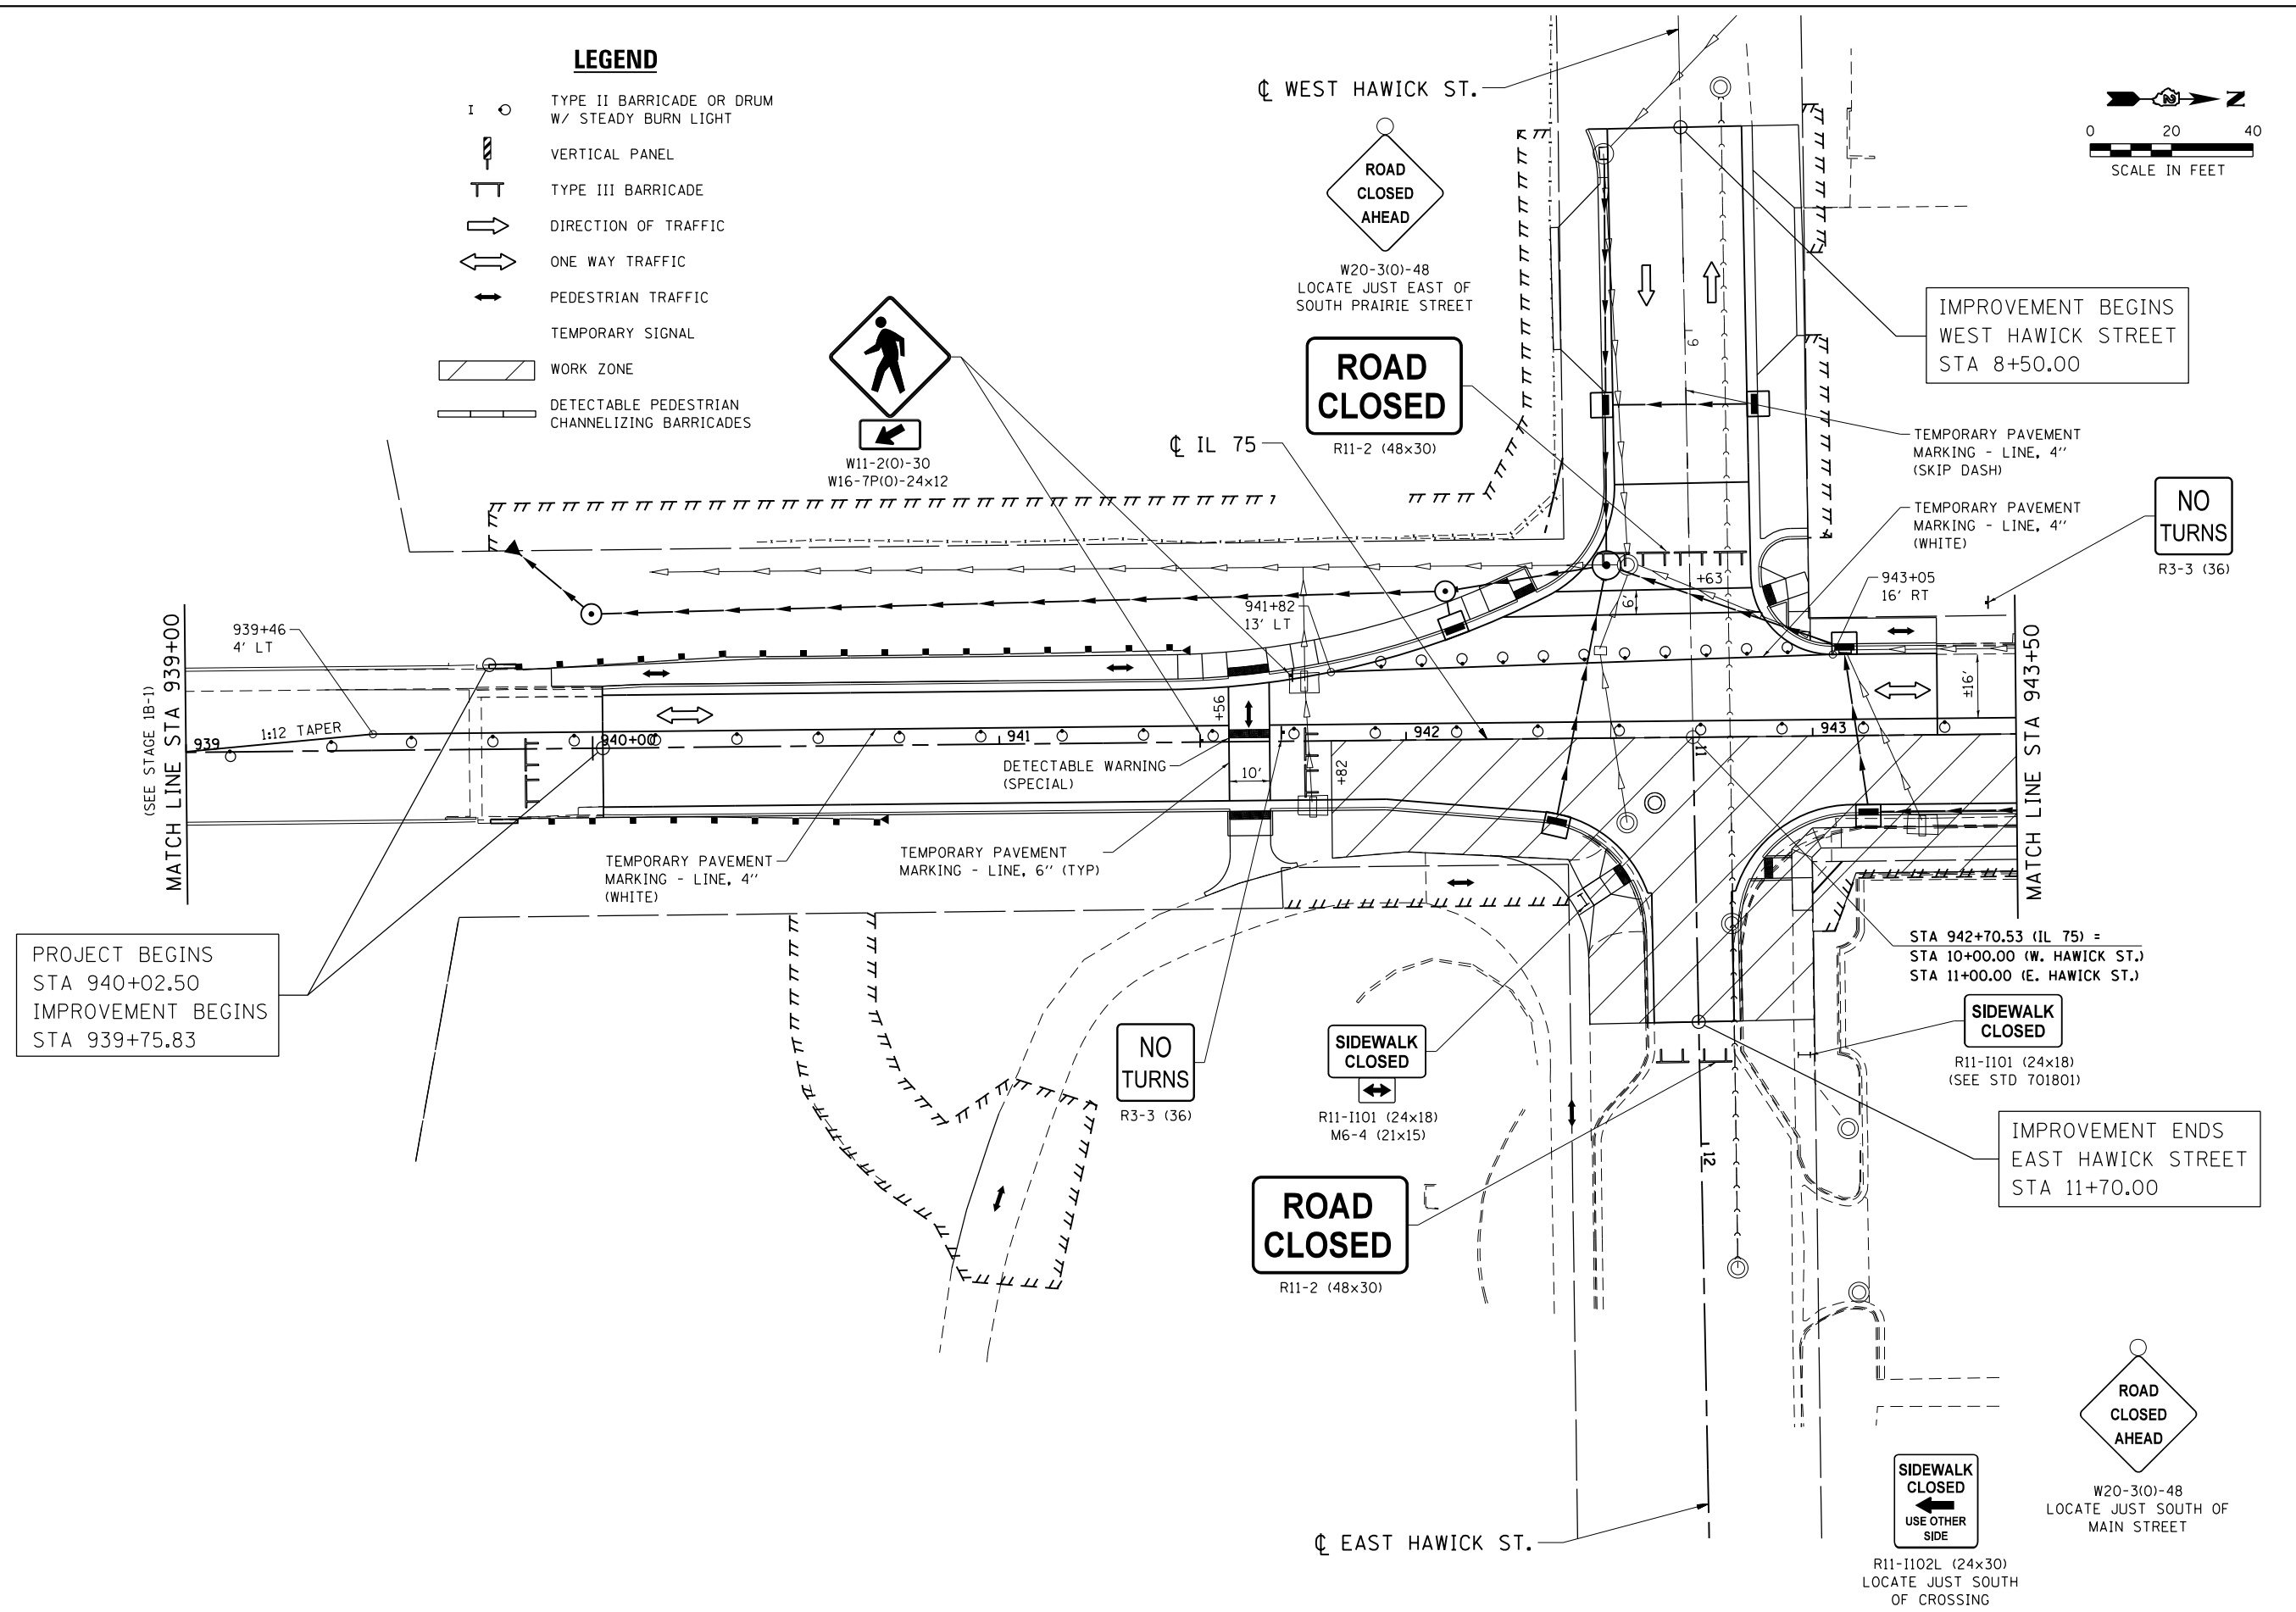 LEGEND
I
TYPE II BARRICADE OR DRUM
W/ STEADY BURN LIGHT
VERTICAL PANEL
TYPE III BARRICADE
DIRECTION OF TRAFFIC
ONE WAY TRAFFIC
PEDESTRIAN TRAFFIC
TEMPORARY SIGNAL
WORK ZONE
DETECTABLE PEDESTRIAN
CHANNELIZING BARRICADES
℄ WEST HAWICK ST.
N
0 20 40
SCALE IN FEET
ROAD
CLOSED
AHEAD
W20-3(O)-48
LOCATE JUST EAST OF
SOUTH PRAIRIE STREET
ROAD
CLOSED
R11-2 (48x30)
W11-2(O)-30
W16-7P(O)-24x12
℄ IL 75
9
IMPROVEMENT BEGINS
WEST HAWICK STREET
STA 8+50.00
TEMPORARY PAVEMENT
MARKING - LINE, 4''
(SKIP DASH)
TEMPORARY PAVEMENT
MARKING - LINE, 4''
(WHITE)
NO
TURNS
R3-3 (36)
943+05
16' RT
+63
6'
941+82
13' LT
939+46
4' LT
(SEE STAGE 1B-1)
MATCH LINE STA 939+00
939
1:12 TAPER
940+00
941
942
943
+56
10'
+82
11
±16'
MATCH LINE STA 943+50
DETECTABLE WARNING
(SPECIAL)
TEMPORARY PAVEMENT
MARKING - LINE, 4''
(WHITE)
TEMPORARY PAVEMENT
MARKING - LINE, 6'' (TYP)
PROJECT BEGINS
STA 940+02.50
IMPROVEMENT BEGINS
STA 939+75.83
STA 942+70.53 (IL 75) =
STA 10+00.00 (W. HAWICK ST.)
STA 11+00.00 (E. HAWICK ST.)
NO
TURNS
R3-3 (36)
SIDEWALK
CLOSED
R11-I101 (24x18)
M6-4 (21x15)
SIDEWALK
CLOSED
R11-I101 (24x18)
(SEE STD 701801)
ROAD
CLOSED
R11-2 (48x30)
12
IMPROVEMENT ENDS
EAST HAWICK STREET
STA 11+70.00
ROAD
CLOSED
AHEAD
W20-3(O)-48
LOCATE JUST SOUTH OF
MAIN STREET
SIDEWALK
CLOSED
USE OTHER
SIDE
R11-I102L (24x30)
LOCATE JUST SOUTH
OF CROSSING
℄ EAST HAWICK ST.